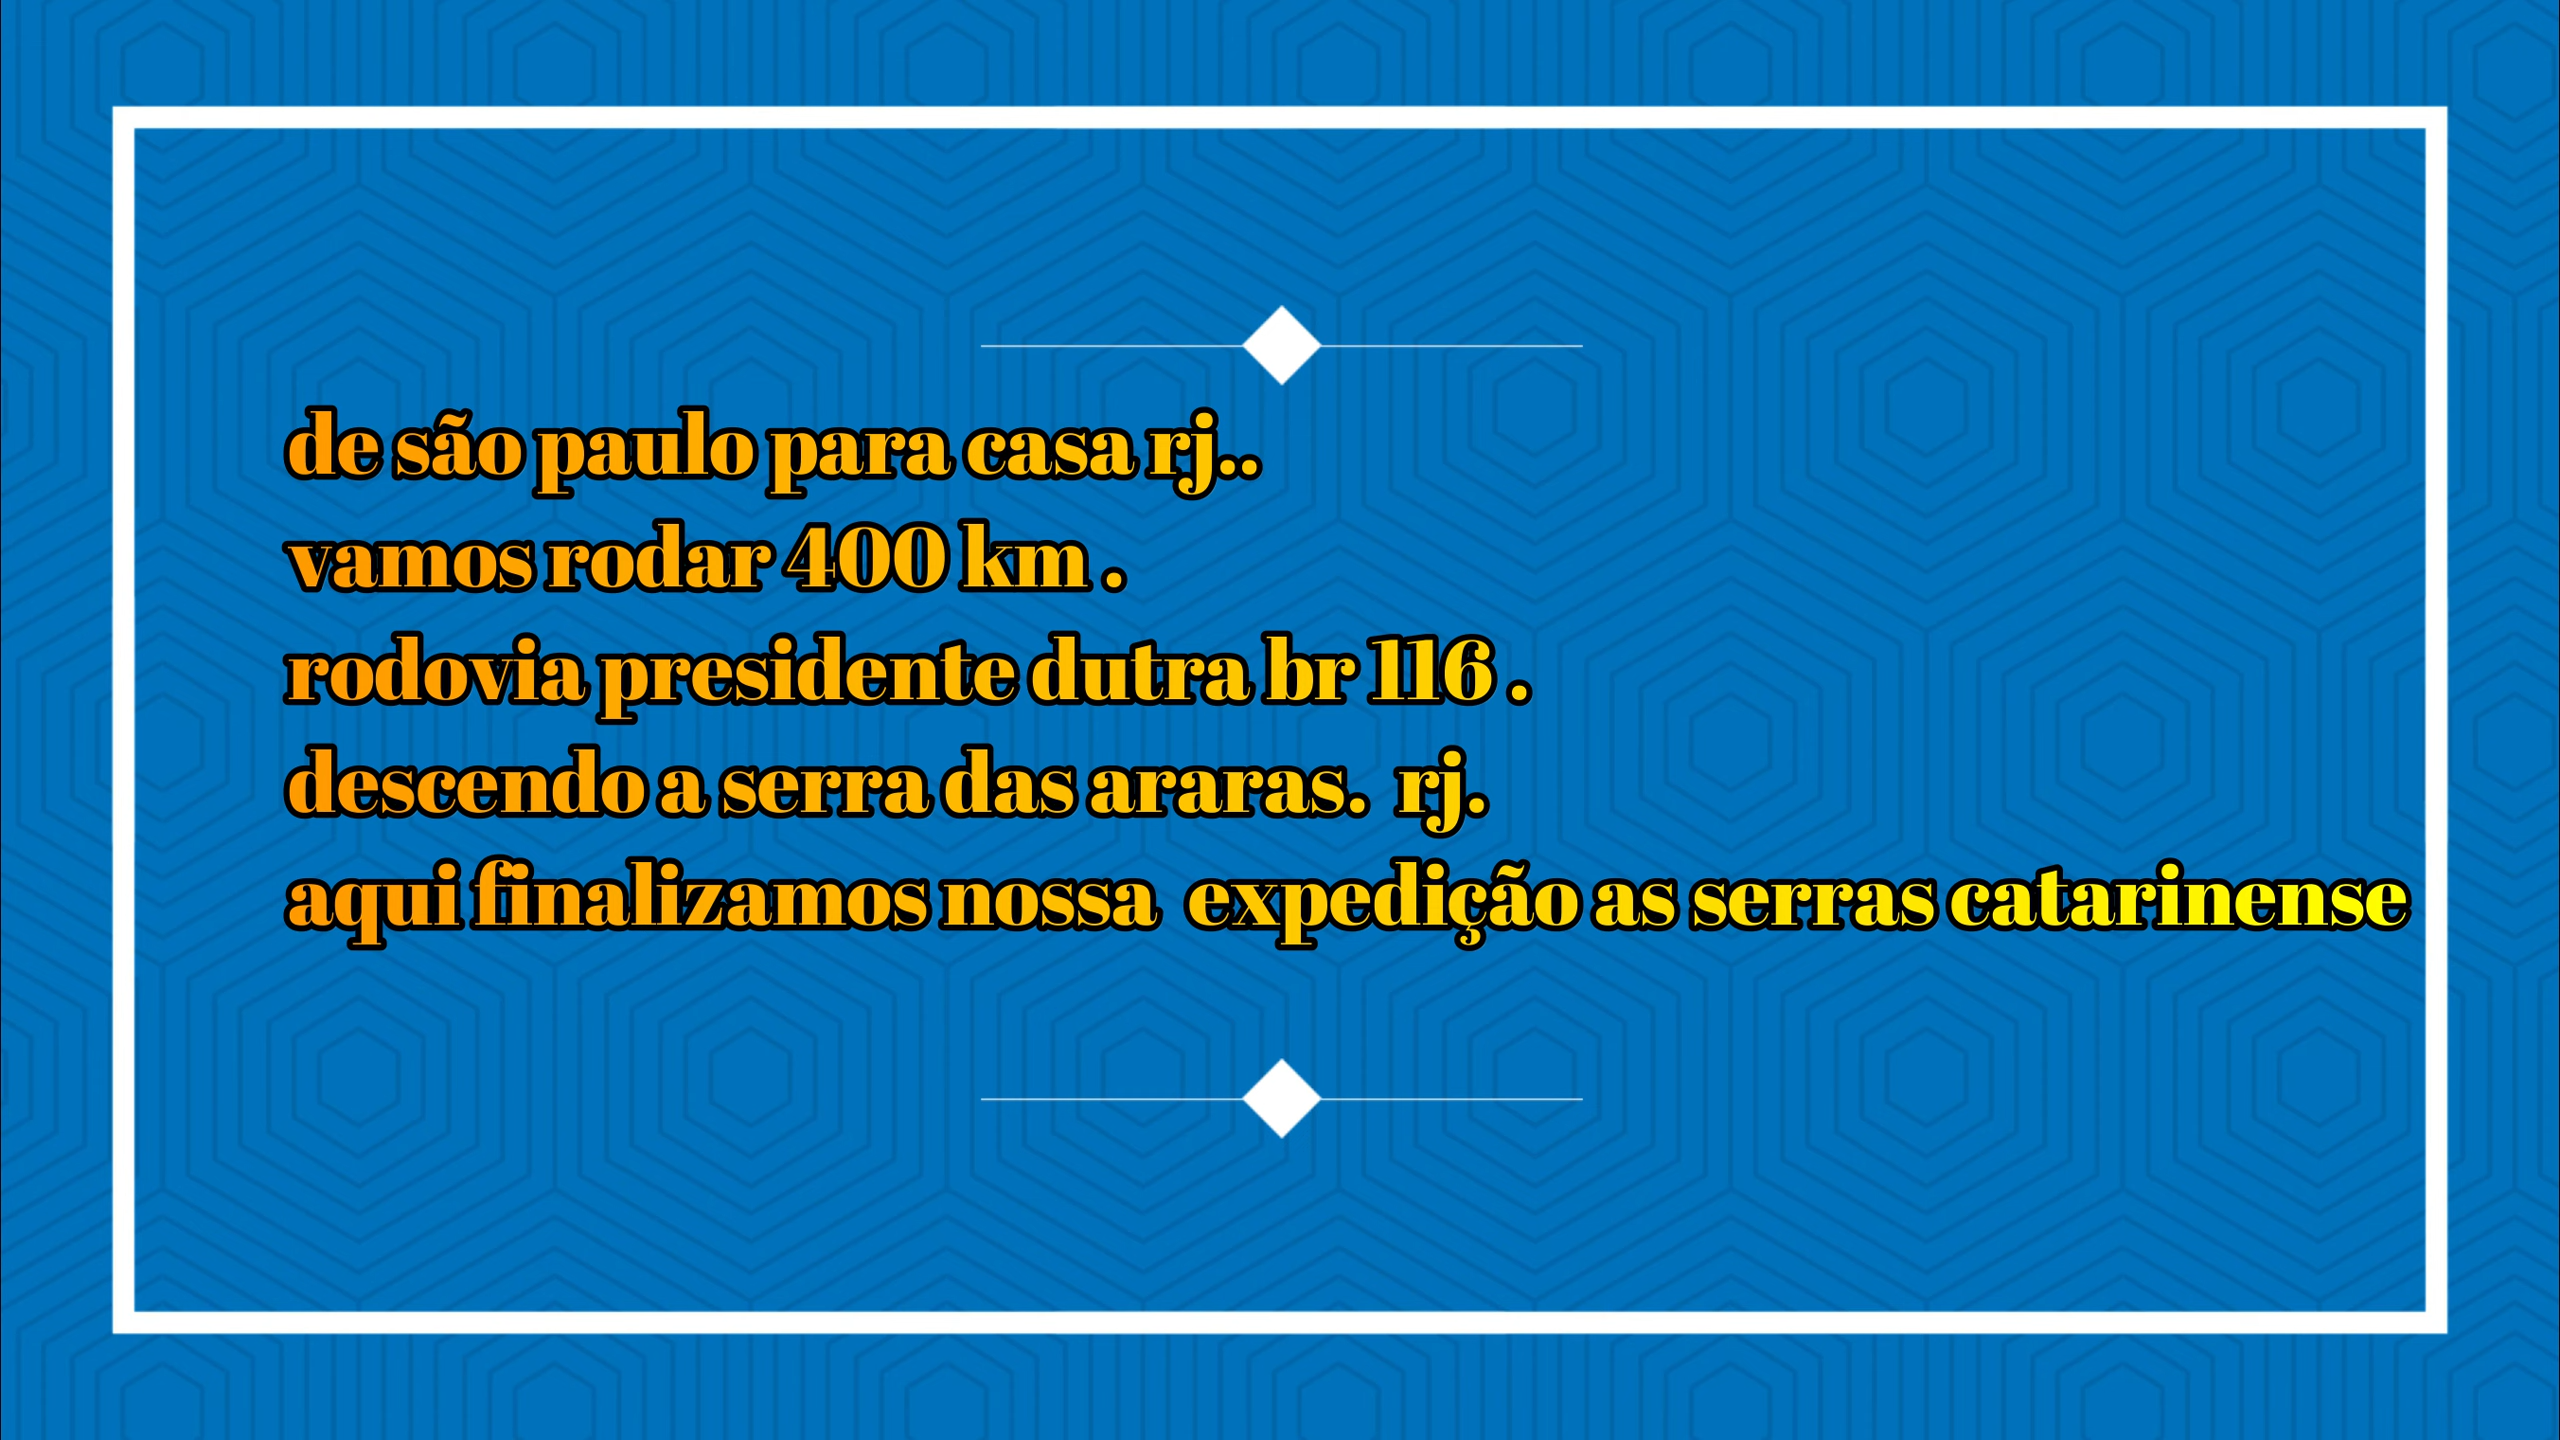 de são paulo para casa rj..
vamos rodar 400 km .
rodovia presidente dutra br 116 .
descendo a serra das araras.  rj.
aqui finalizamos nossa  expedição as serras catarinense